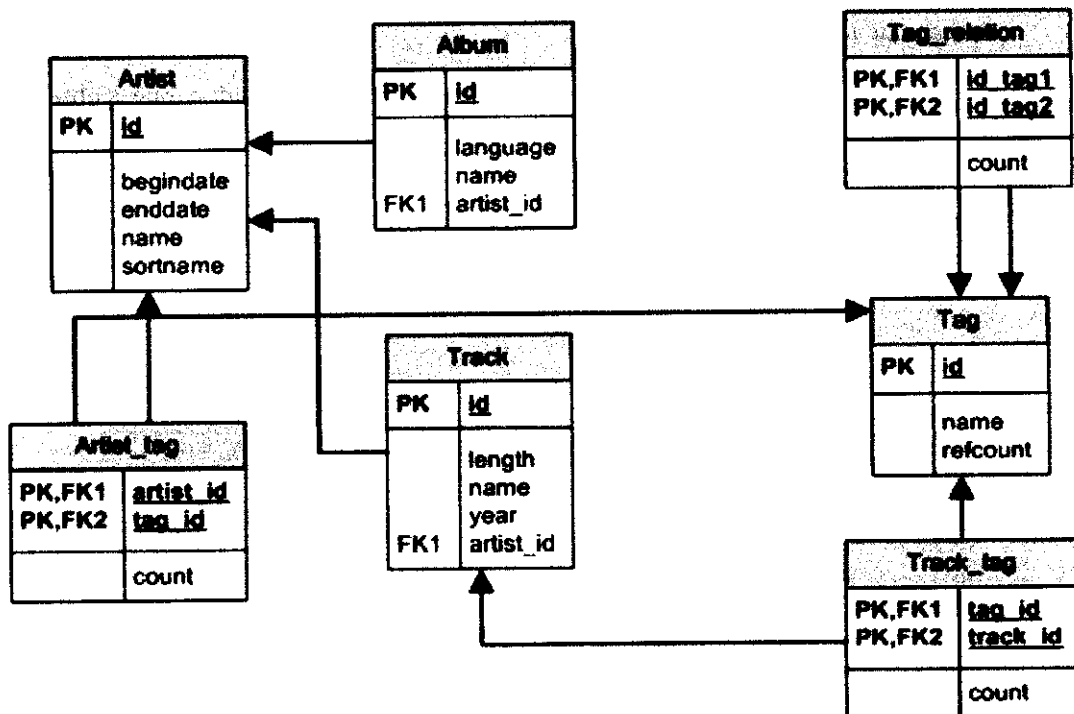 Artist
PK id
begindate
enddate
name
sortname
Album
PK id
language
name
FK1 artist_id
Tag_relation
PK,FK1 id_tag1
PK,FK2 id_tag2
count
Track
PK id
length
name
year
FK1 artist_id
Tag
PK id
name
refcount
Artist_tag
PK,FK1 artist_id
PK,FK2 tag_id
count
Track_tag
PK,FK1 tag_id
PK,FK2 track_id
count